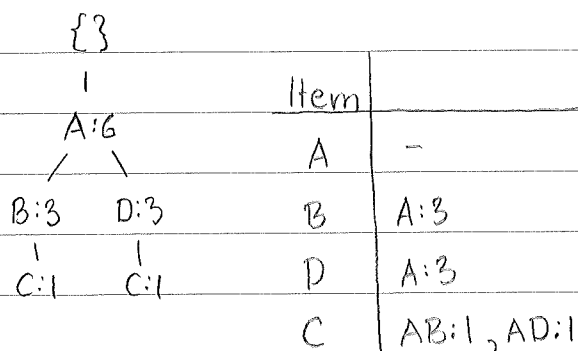 {}
A:6
B:3 D:3
C:1 C:1
Item
A -
B A:3
D A:3
C AB:1, AD:1